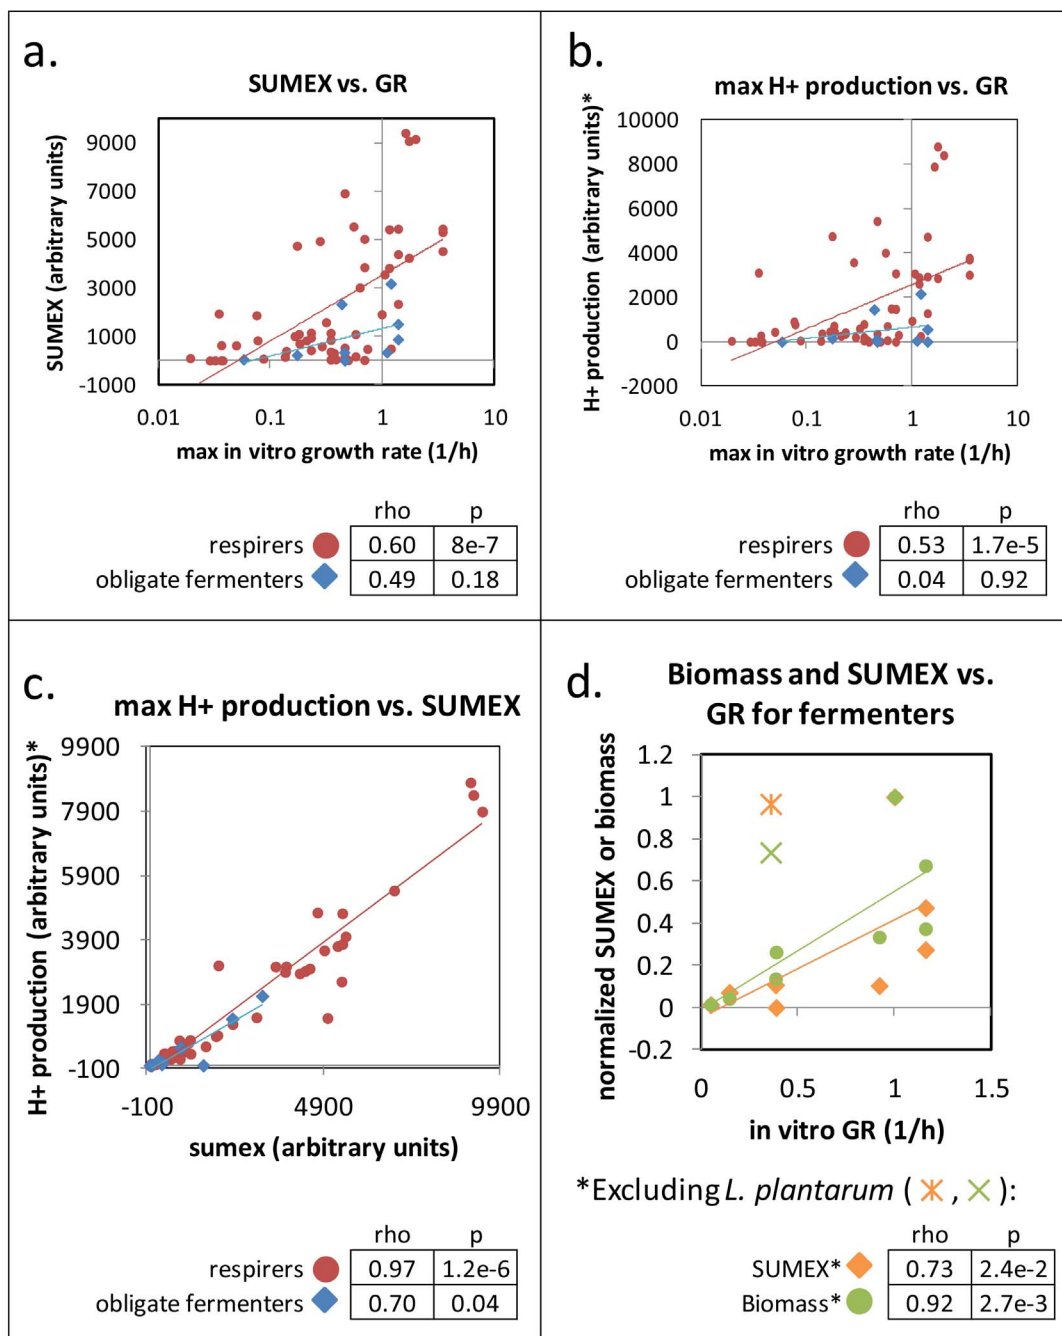 a.
SUMEX vs. GR
SUMEX (arbitrary units)
9000
7000
5000
3000
1000
-1000
0.01 0.1 1 10
max in vitro growth rate (1/h)
rho p
respirers 0.60 8e-7
obligate fermenters 0.49 0.18
b.
max H+ production vs. GR
H+ production (arbitrary units)*
10000
8000
6000
4000
2000
0
-2000
0.01 0.1 1 10
max in vitro growth rate (1/h)
rho p
respirers 0.53 1.7e-5
obligate fermenters 0.04 0.92
c.
max H+ production vs. SUMEX
H+ production (arbitrary units)*
9900
7900
5900
3900
1900
-100
-100 4900 9900
sumex (arbitrary units)
rho p
respirers 0.97 1.2e-6
obligate fermenters 0.70 0.04
d.
Biomass and SUMEX vs.
GR for fermenters
normalized SUMEX or biomass
1.2
1
0.8
0.6
0.4
0.2
0
-0.2
0 0.5 1 1.5
in vitro GR (1/h)
*Excluding L. plantarum ( , ):
rho p
SUMEX* 0.73 2.4e-2
Biomass* 0.92 2.7e-3